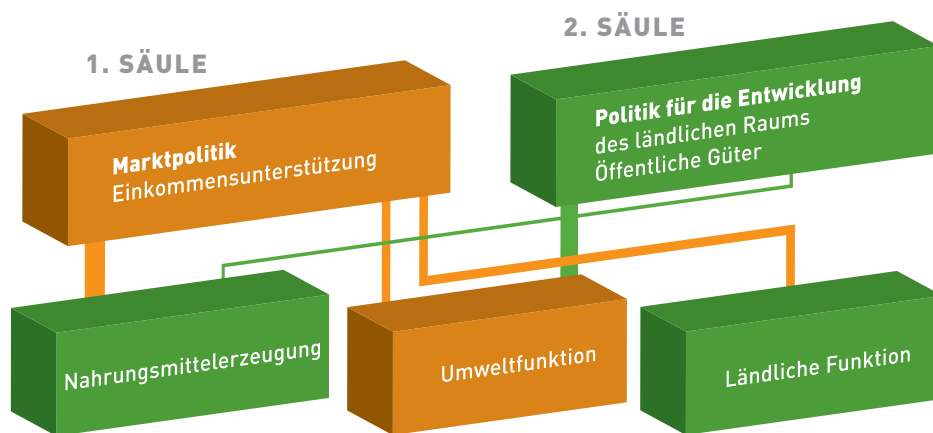 1. SÄULE
Marktpolitik
Einkommensunterstützung
2. SÄULE
Politik für die Entwicklung
des ländlichen Raums
Öffentliche Güter
Nahrungsmittelerzeugung
Umweltfunktion
Ländliche Funktion